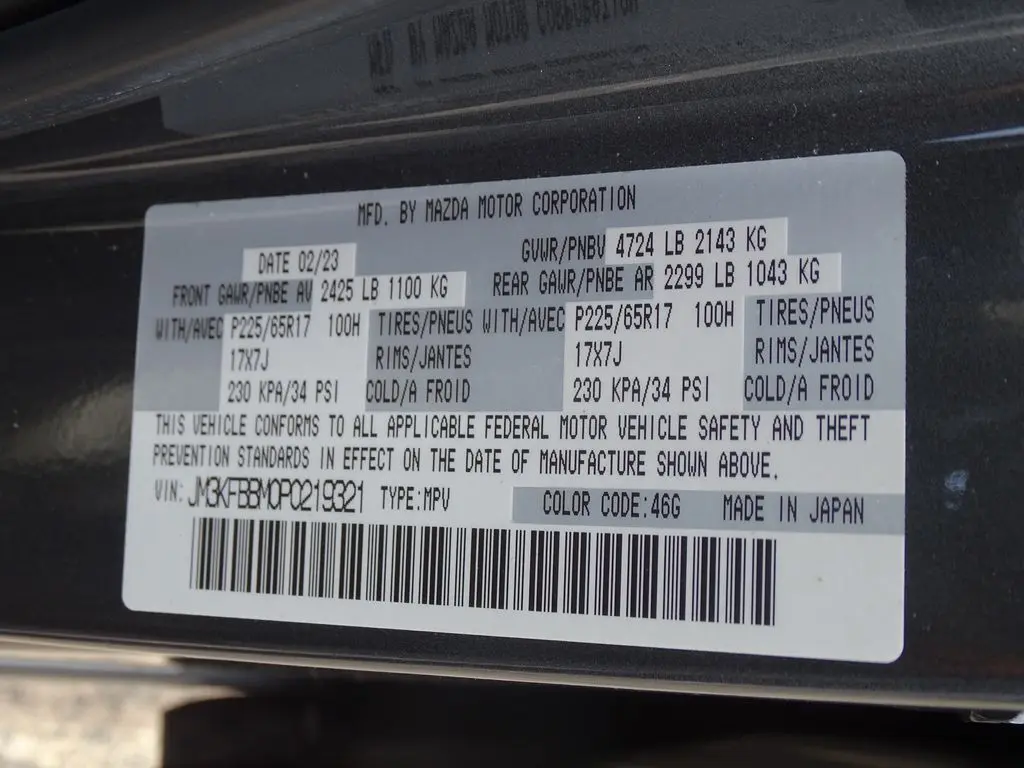 MFD. BY MAZDA MOTOR CORPORATION
DATE 02/23 GVWR/PNBV 4724 LB 2143 KG
FRONT GAWR/PNBE AV 2425 LB 1100 KG REAR GAWR/PNBE AR 2299 LB 1043 KG
WITH/AVEC P225/65R17 100H TIRES/PNEUS WITH/AVEC P225/65R17 100H TIRES/PNEUS
17X7J RIMS/JANTES 17X7J RIMS/JANTES
230 KPA/34 PSI COLD/A FROID 230 KPA/34 PSI COLD/A FROID
THIS VEHICLE CONFORMS TO ALL APPLICABLE FEDERAL MOTOR VEHICLE SAFETY AND THEFT
PREVENTION STANDARDS IN EFFECT ON THE DATE OF MANUFACTURE SHOWN ABOVE.
VIN: JM3KFBBM0P0219321 TYPE:MPV COLOR CODE:46G MADE IN JAPAN